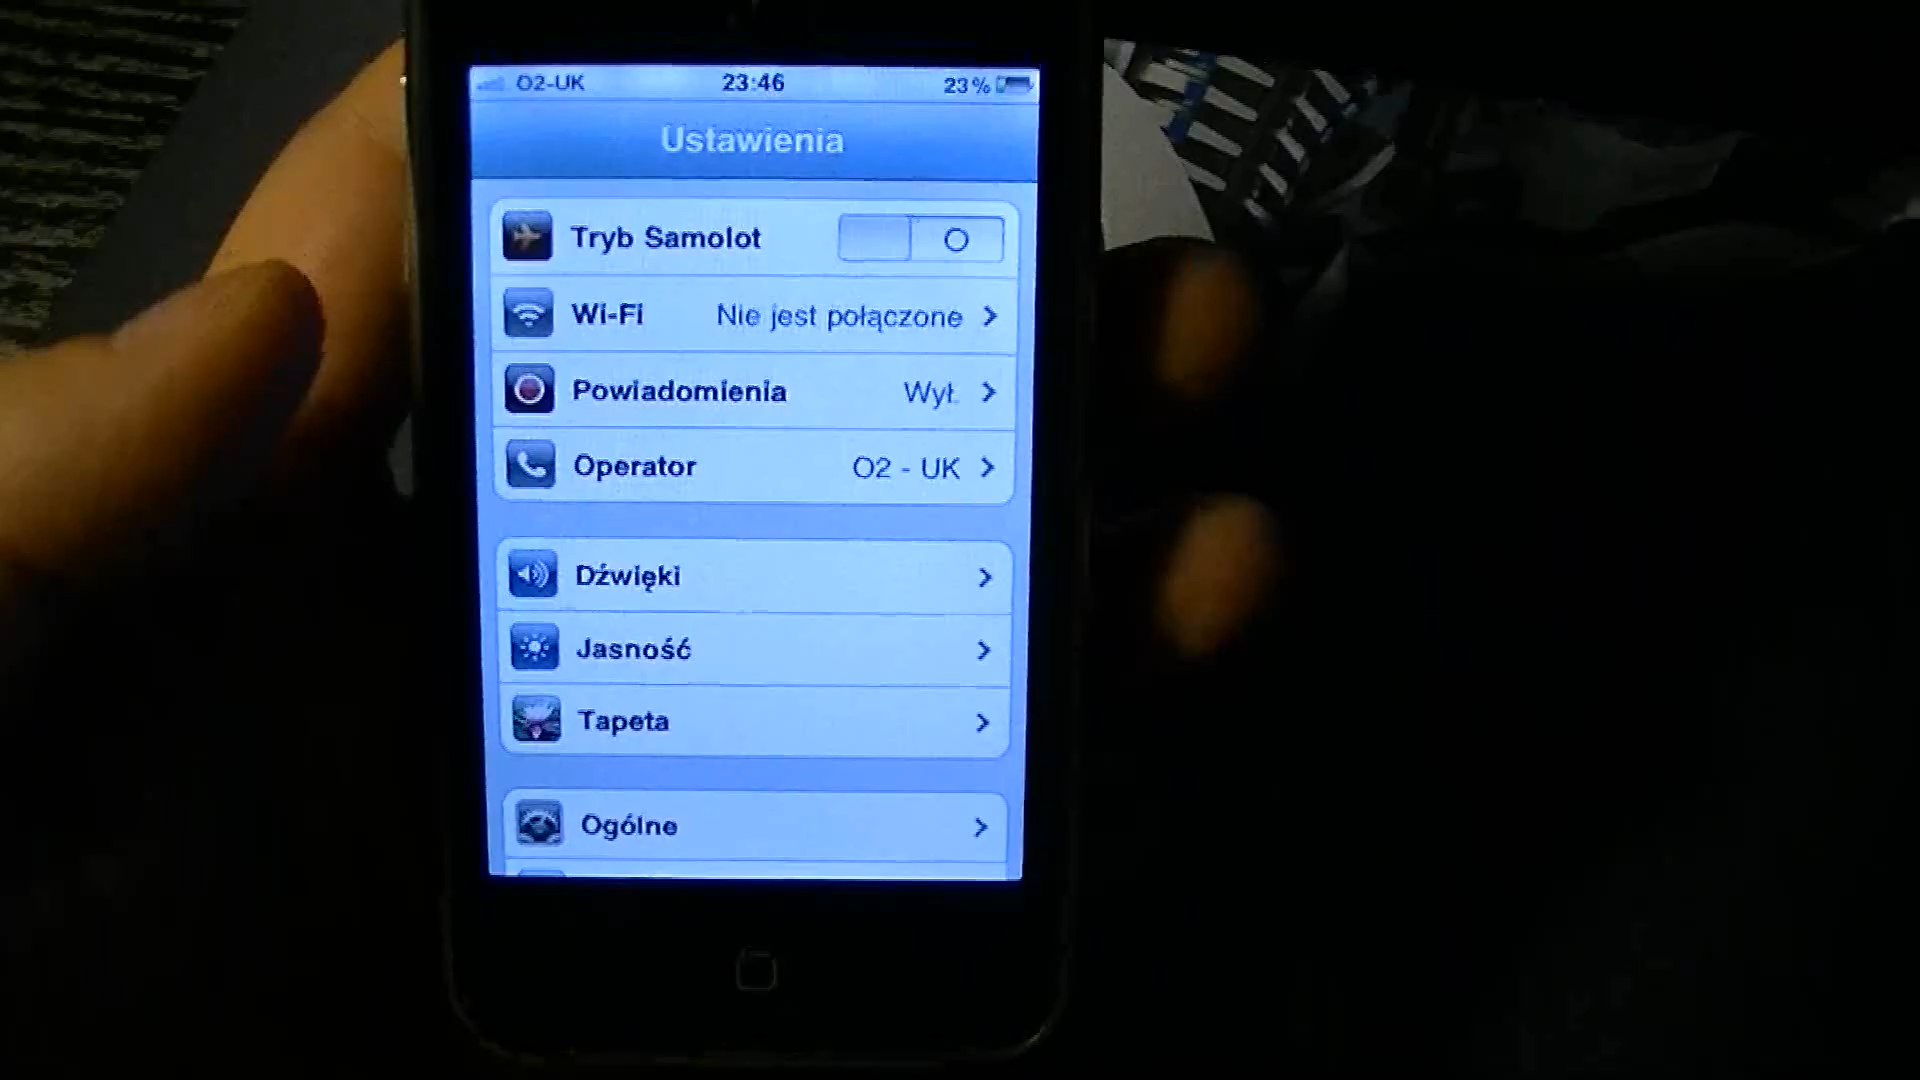 O2-UK 23:46 23%
Ustawienia
Tryb Samolot
Wi-Fi Nie jest połączone
Powiadomienia Wył.
Operator O2 - UK
Dźwięki
Jasność
Tapeta
Ogólne